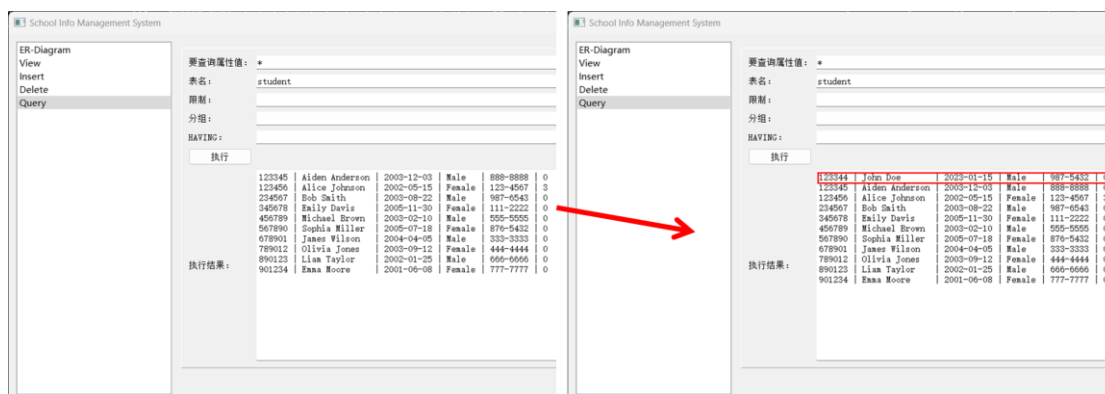 School Info Management System
ER-Diagram
View
Insert
Delete
Query
要查询属性值： *
表名： student
限制：
分组：
HAVING：
执行
执行结果：
123345 | Aiden Anderson | 2003-12-03 | Male | 888-8888 | 0
123456 | Alice Johnson | 2002-05-15 | Female | 123-4567 | 3
234567 | Bob Smith | 2003-08-22 | Male | 987-6543 | 0
345678 | Emily Davis | 2005-11-30 | Female | 111-2222 | 0
456789 | Michael Brown | 2003-02-10 | Male | 555-5555 | 0
567890 | Sophia Miller | 2005-07-18 | Female | 876-5432 | 0
678901 | James Wilson | 2004-04-05 | Male | 333-3333 | 0
789012 | Olivia Jones | 2003-09-12 | Female | 444-4444 | 0
890123 | Liam Taylor | 2002-01-25 | Male | 666-6666 | 0
901234 | Emma Moore | 2001-06-08 | Female | 777-7777 | 0
School Info Management System
ER-Diagram
View
Insert
Delete
Query
要查询属性值： *
表名： student
限制：
分组：
HAVING：
执行
执行结果：
123344 | John Doe | 2023-01-15 | Male | 987-5432 |
123345 | Aiden Anderson | 2003-12-03 | Male | 888-8888 |
123456 | Alice Johnson | 2002-05-15 | Female | 123-4567 |
234567 | Bob Smith | 2003-08-22 | Male | 987-6543 |
345678 | Emily Davis | 2005-11-30 | Female | 111-2222 |
456789 | Michael Brown | 2003-02-10 | Male | 555-5555 |
567890 | Sophia Miller | 2005-07-18 | Female | 876-5432 |
678901 | James Wilson | 2004-04-05 | Male | 333-3333 |
789012 | Olivia Jones | 2003-09-12 | Female | 444-4444 |
890123 | Liam Taylor | 2002-01-25 | Male | 666-6666 |
901234 | Emma Moore | 2001-06-08 | Female | 777-7777 |